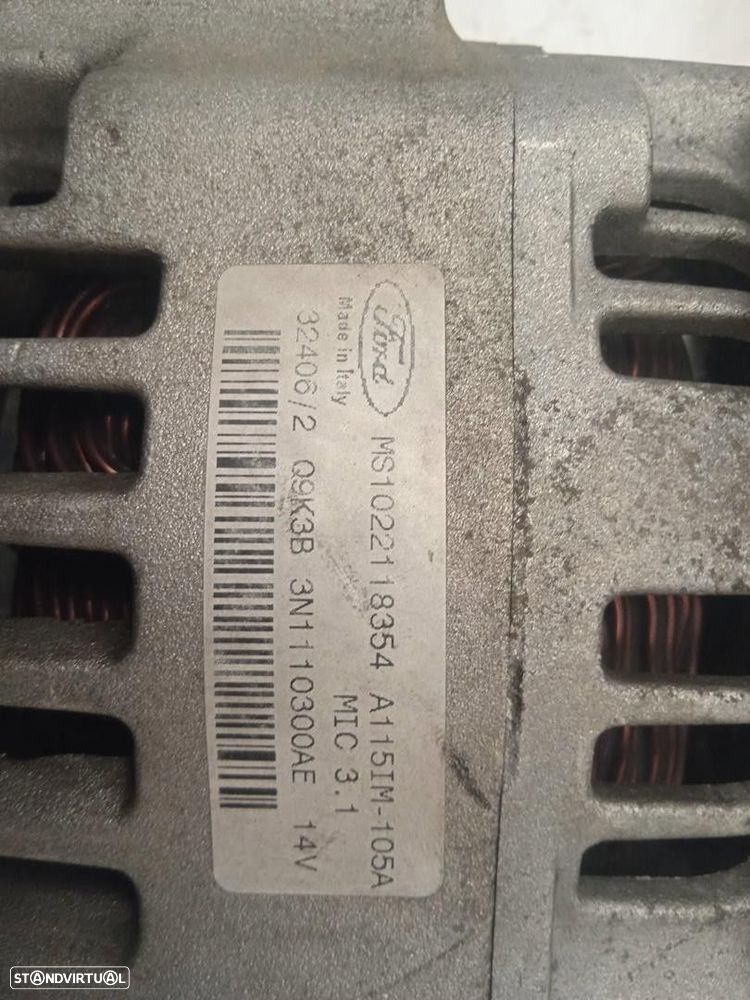 Ford
MS1022118354 A115IM-105A
Made in Italy
MIC 3.1
32406/2 Q9K3B 3N1110300AE 14V
STANDVIRTUAL